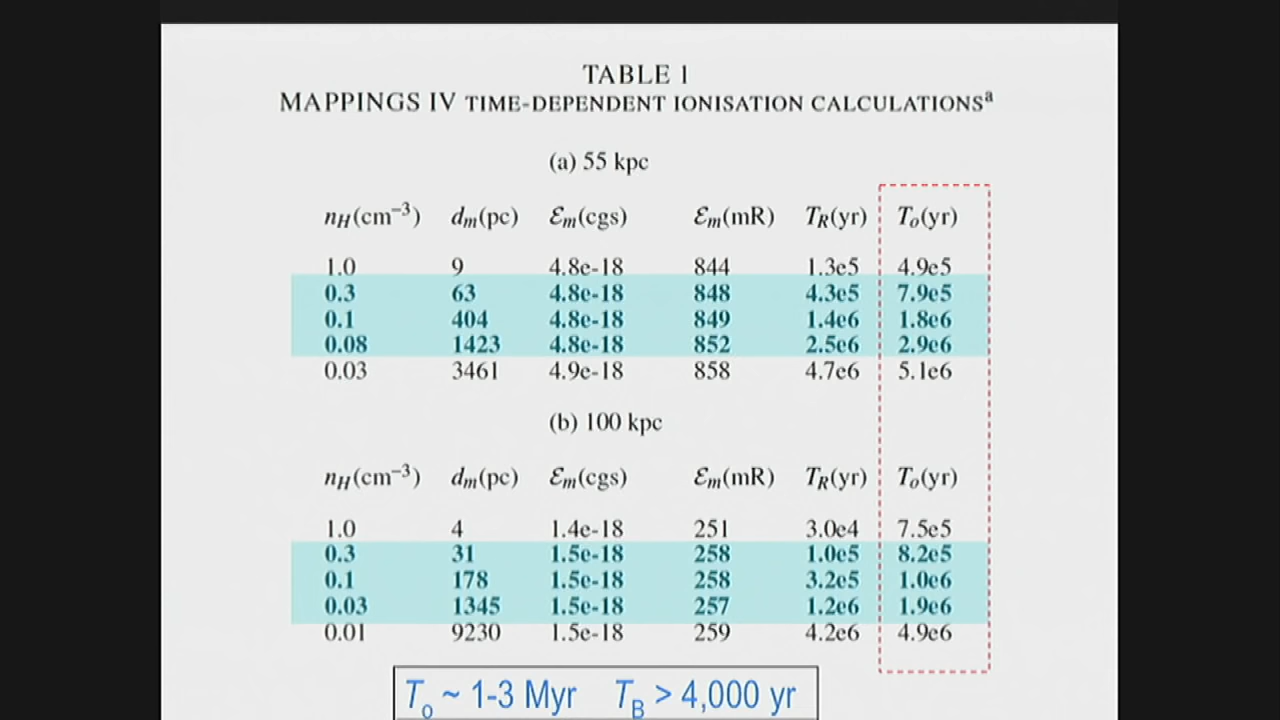 TABLE 1
MAPPINGS IV TIME-DEPENDENT IONISATION CALCULATIONSᵃ
(a) 55 kpc
n_H(cm⁻³) d_m(pc) ℰ_m(cgs) ℰ_m(mR) T_R(yr) T_o(yr)
1.0 9 4.8e-18 844 1.3e5 4.9e5
0.3 63 4.8e-18 848 4.3e5 7.9e5
0.1 404 4.8e-18 849 1.4e6 1.8e6
0.08 1423 4.8e-18 852 2.5e6 2.9e6
0.03 3461 4.9e-18 858 4.7e6 5.1e6
(b) 100 kpc
n_H(cm⁻³) d_m(pc) ℰ_m(cgs) ℰ_m(mR) T_R(yr) T_o(yr)
1.0 4 1.4e-18 251 3.0e4 7.5e5
0.3 31 1.5e-18 258 1.0e5 8.2e5
0.1 178 1.5e-18 258 3.2e5 1.0e6
0.03 1345 1.5e-18 257 1.2e6 1.9e6
0.01 9230 1.5e-18 259 4.2e6 4.9e6
T_o ~ 1-3 Myr T_B > 4,000 yr